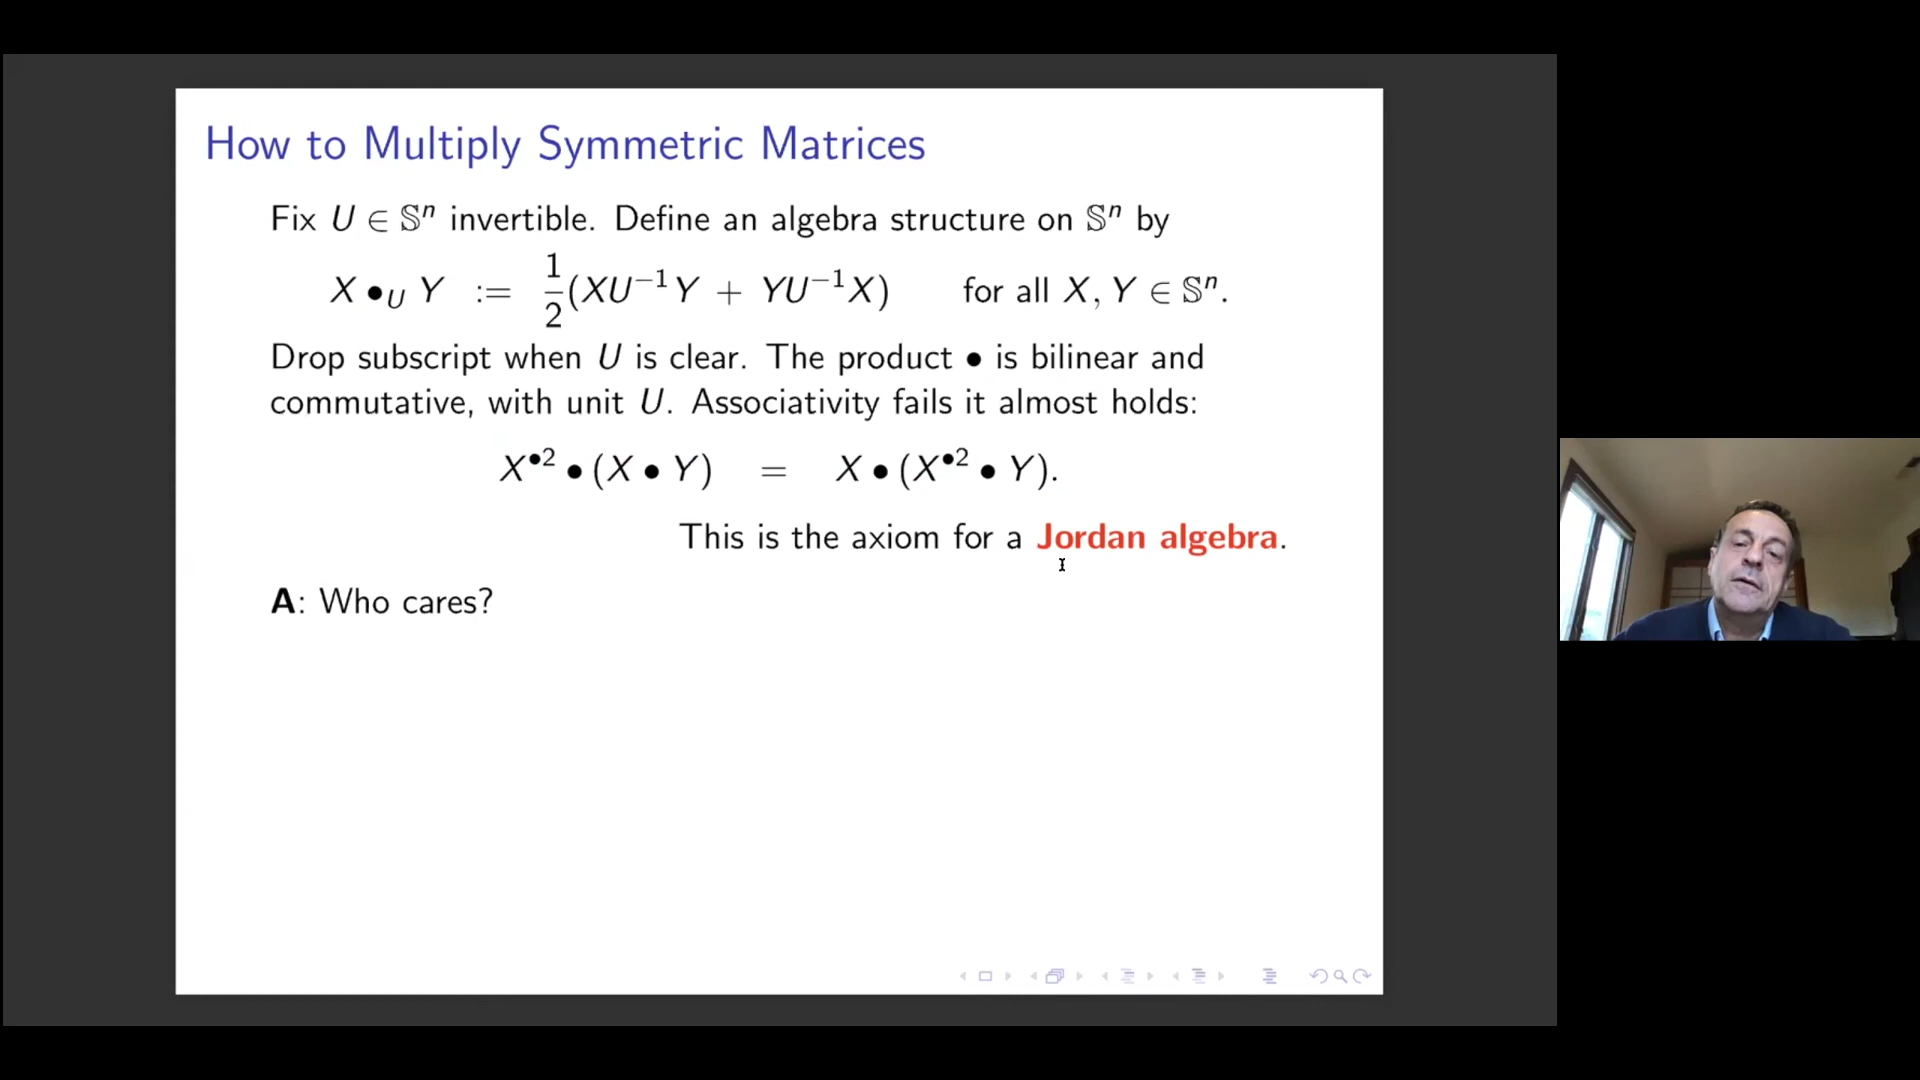 How to Multiply Symmetric Matrices
Fix U ∈ 𝕊ⁿ invertible. Define an algebra structure on 𝕊ⁿ by
X •_U Y := 1/2 (XU⁻¹Y + YU⁻¹X) for all X, Y ∈ 𝕊ⁿ.
Drop subscript when U is clear. The product • is bilinear and
commutative, with unit U. Associativity fails it almost holds:
X^{•2} • (X • Y) = X • (X^{•2} • Y).
This is the axiom for a Jordan algebra.
A: Who cares?